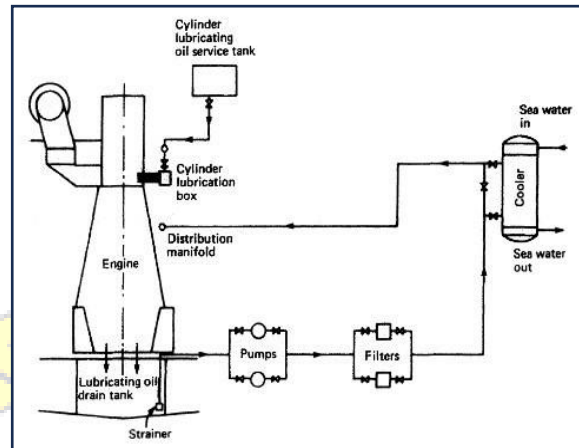 Cylinder
lubricating
oil service tank
Sea water
in
Cylinder
lubrication
box
Cooler
Distribution
manifold
Engine
Sea water
out
Pumps
Filters
Lubricating oil
drain tank
Strainer